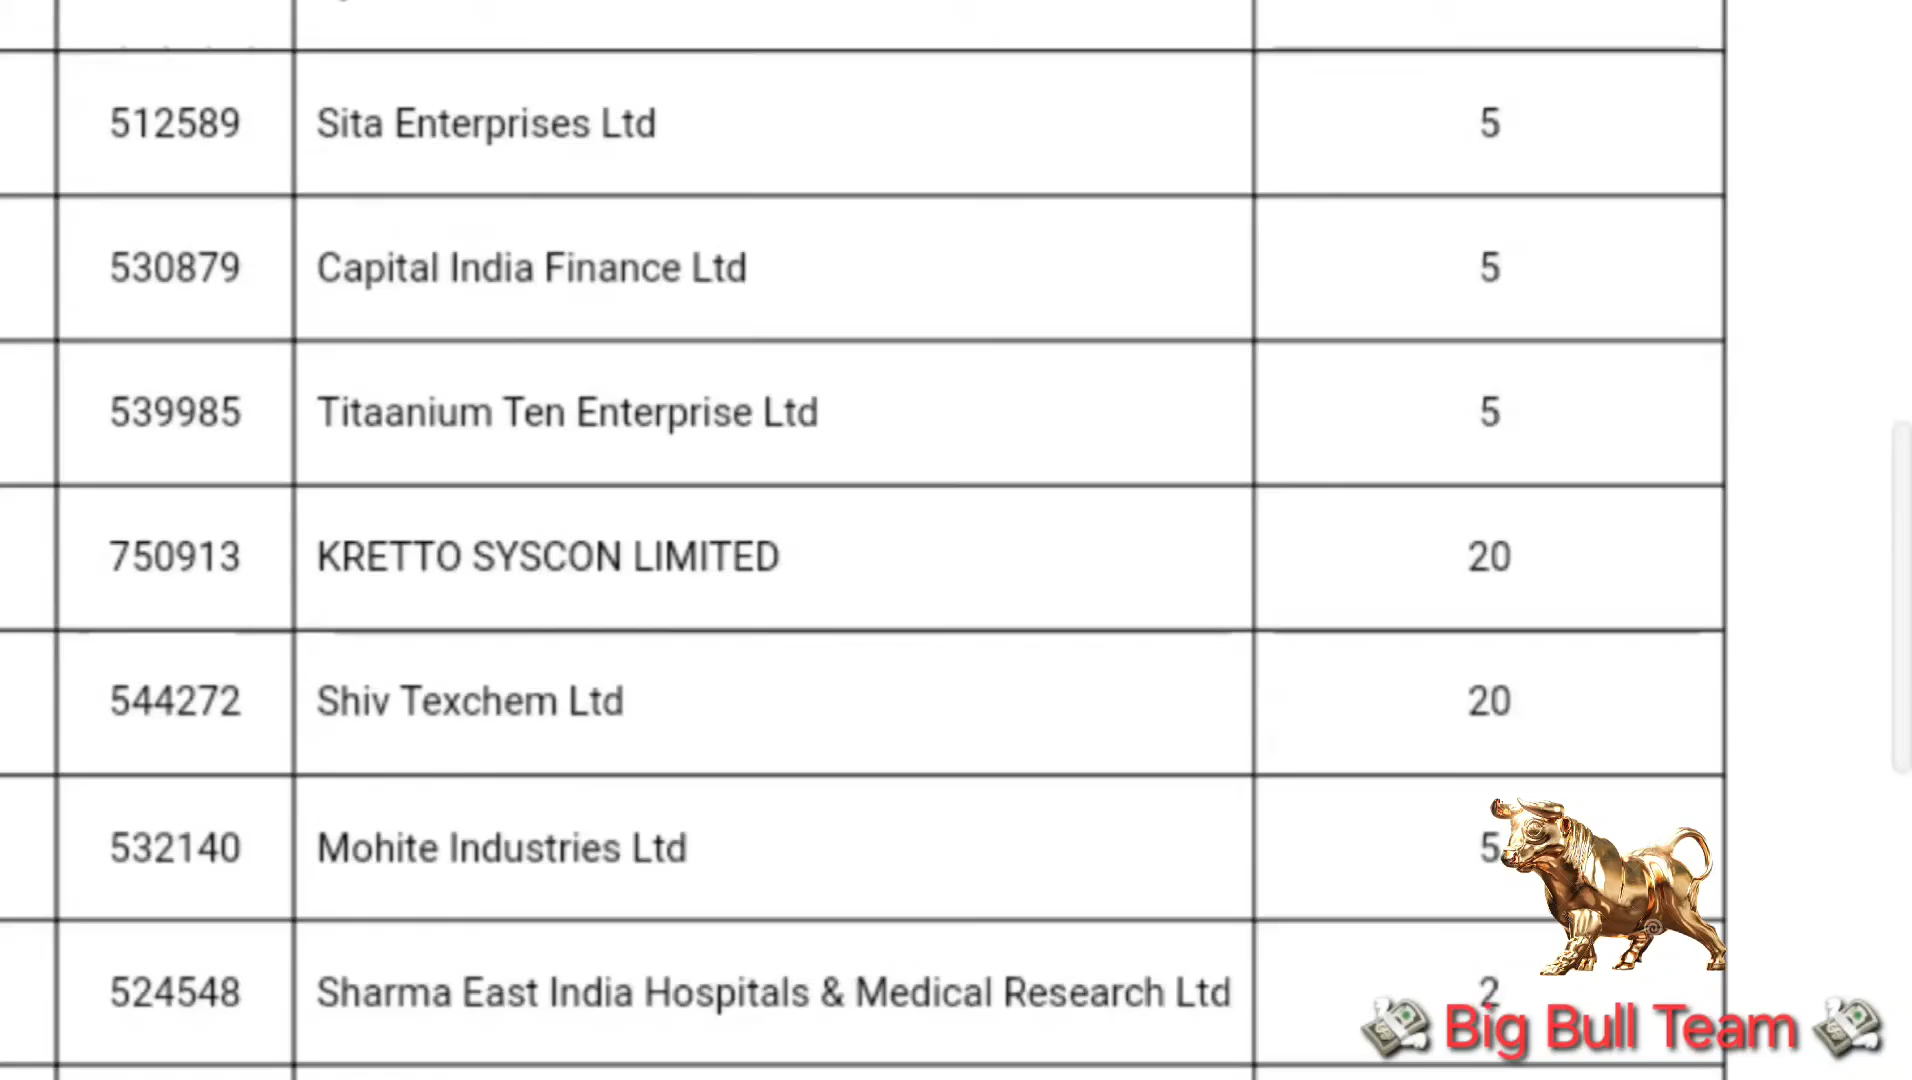 512589 Sita Enterprises Ltd 5
530879 Capital India Finance Ltd 5
539985 Titaanium Ten Enterprise Ltd 5
750913 KRETTO SYSCON LIMITED 20
544272 Shiv Texchem Ltd 20
532140 Mohite Industries Ltd 5
524548 Sharma East India Hospitals & Medical Research Ltd 2
Big Bull Team